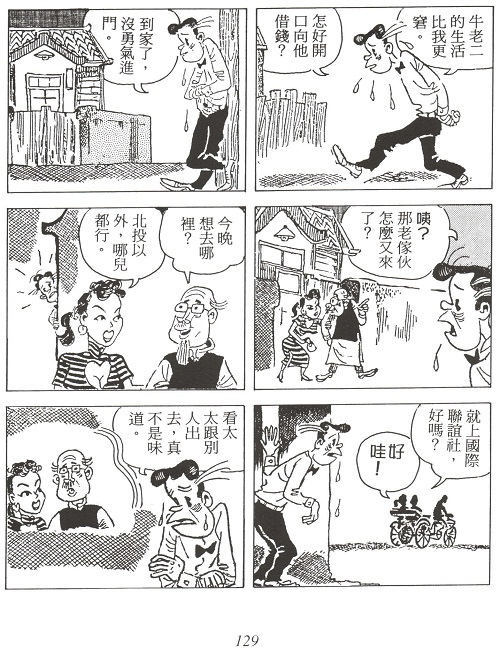 牛老二
的生活
比我更
窘。
怎好開
口向他
借錢？
到家了，
沒勇氣進
門。
咦？
那老傢伙
怎麼又來
了？
今晚
想去哪
裡？
北投以
外，哪兒
都行。
就上國際
聯誼社，
好嗎？
好
哇！
看太
太跟別
人出
去，真
不是味
道。
129